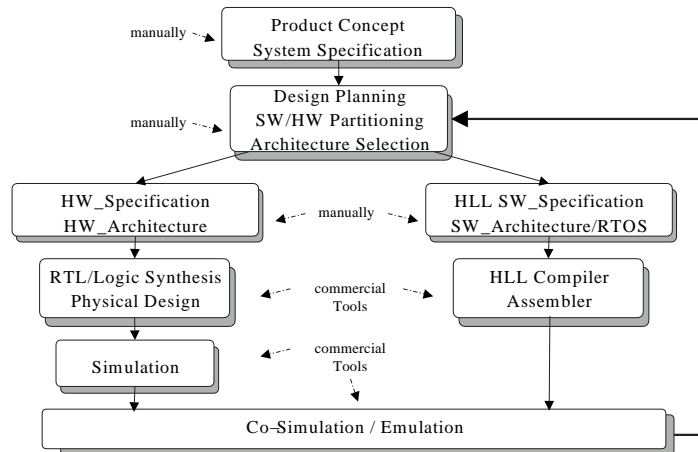 Product Concept
manually
System Specification
Design Planning
manually
SW/HW Partitioning
Architecture Selection
HW_Specification
HW_Architecture
manually
HLL SW_Specification
SW_Architecture/RTOS
RTL/Logic Synthesis
Physical Design
commercial
Tools
HLL Compiler
Assembler
Simulation
commercial
Tools
Co-Simulation / Emulation